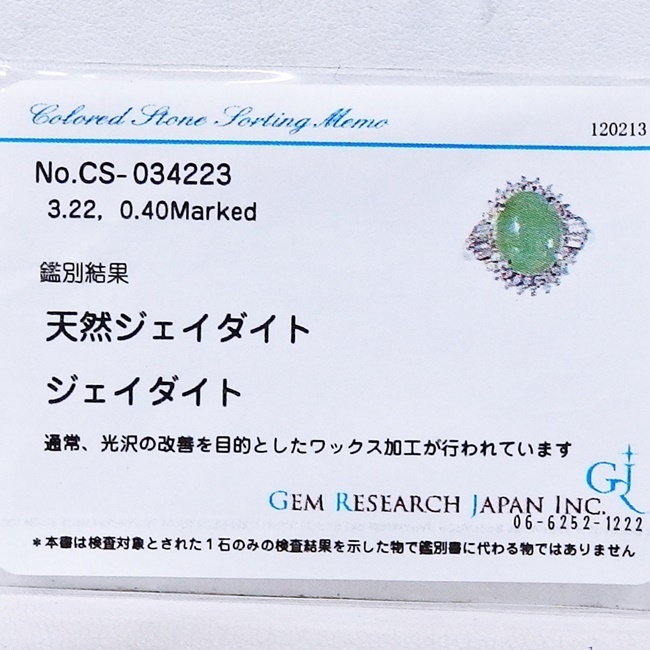 Colored Stone Sorting Memo
120213
No.CS-034223
3.22, 0.40Marked
鑑別結果
天然ジェイダイト
ジェイダイト
通常、光沢の改善を目的としたワックス加工が行われています
GJR
GEM RESEARCH JAPAN INC.
06-6252-1222
*本書は検査対象とされた1石のみの検査結果を示した物で鑑別書に代わる物ではありません